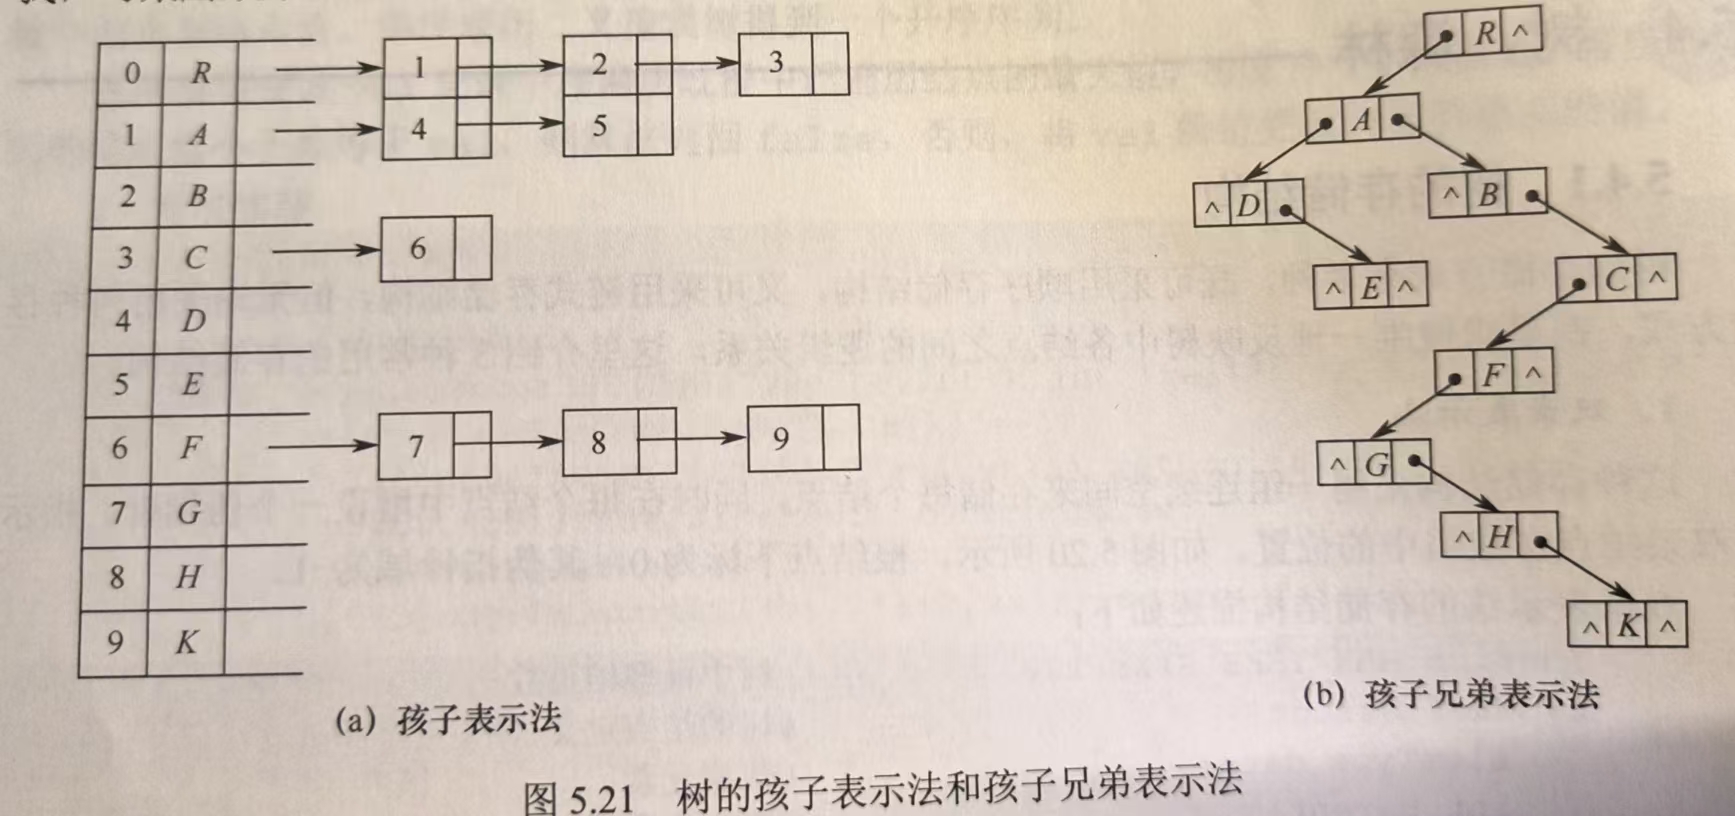 0 R 1 2 3
1 A 4 5
2 B
3 C 6
4 D
5 E
6 F 7 8 9
7 G
8 H
9 K
(a) 孩子表示法
R ^
A
^ D
^ B
^ E ^
C ^
F ^
^ G
^ H
^ K ^
(b) 孩子兄弟表示法
图 5.21 树的孩子表示法和孩子兄弟表示法